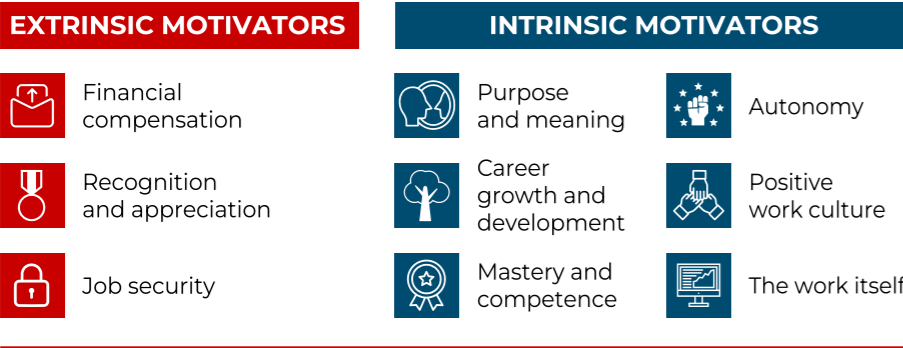 EXTRINSIC MOTIVATORS
Financial
compensation
Recognition
and appreciation
Job security
INTRINSIC MOTIVATORS
Purpose
and meaning
Career
growth and
development
Mastery and
competence
Autonomy
Positive
work culture
The work itself